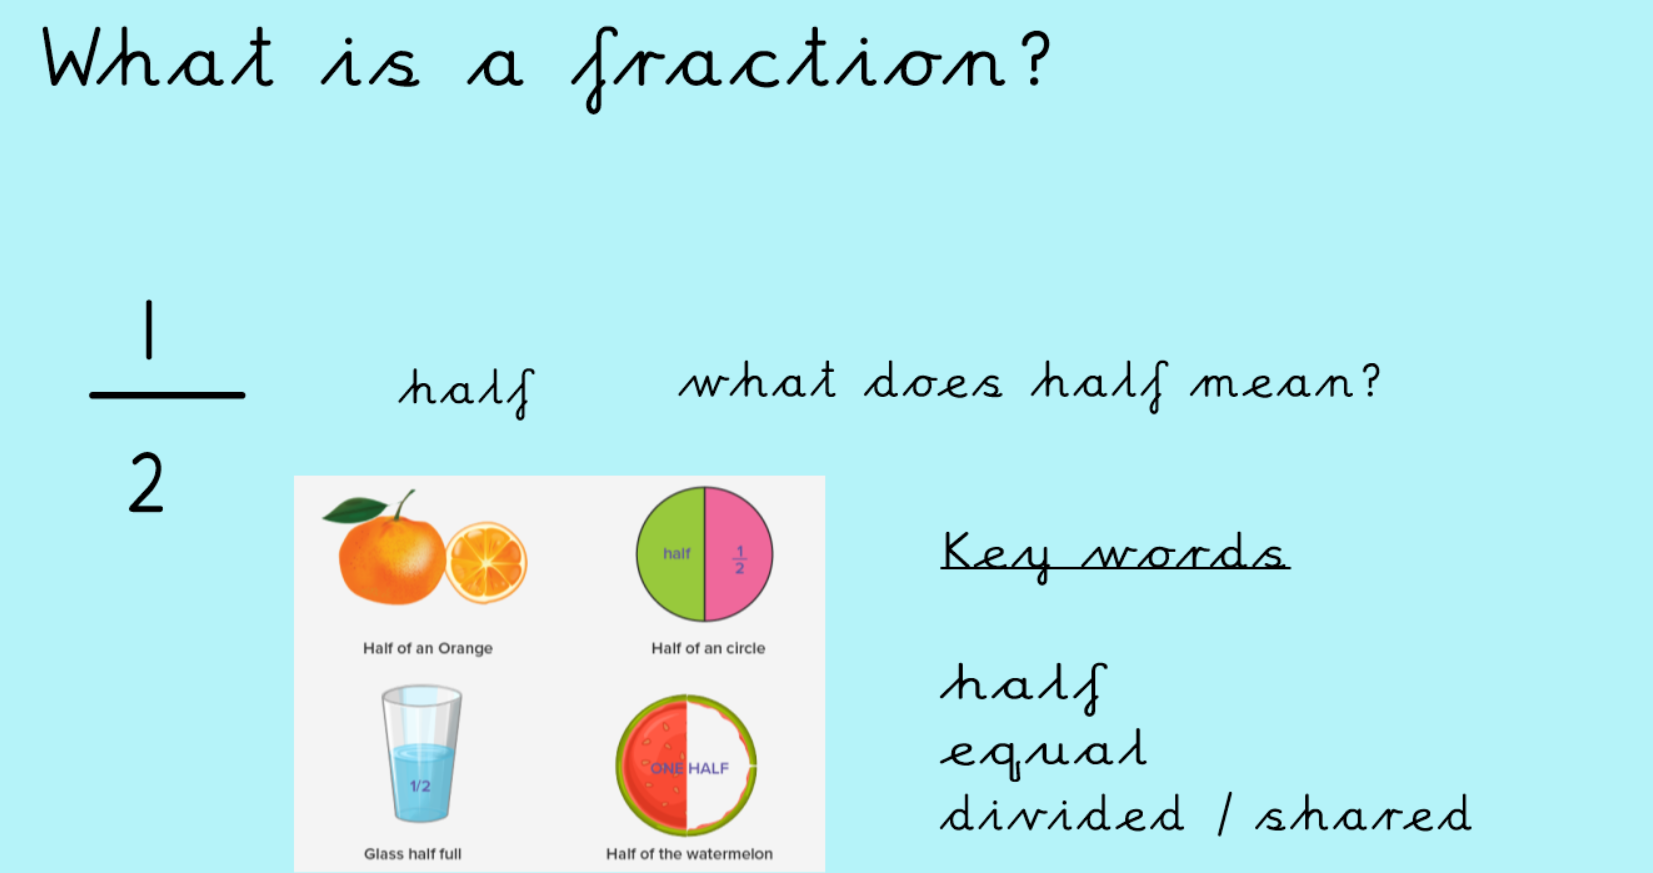 What is a fraction?
1
2
half
what does half mean?
half
1
2
Half of an Orange
Half of an circle
1/2
ONE HALF
Glass half full
Half of the watermelon
Key words
half
equal
divided / shared